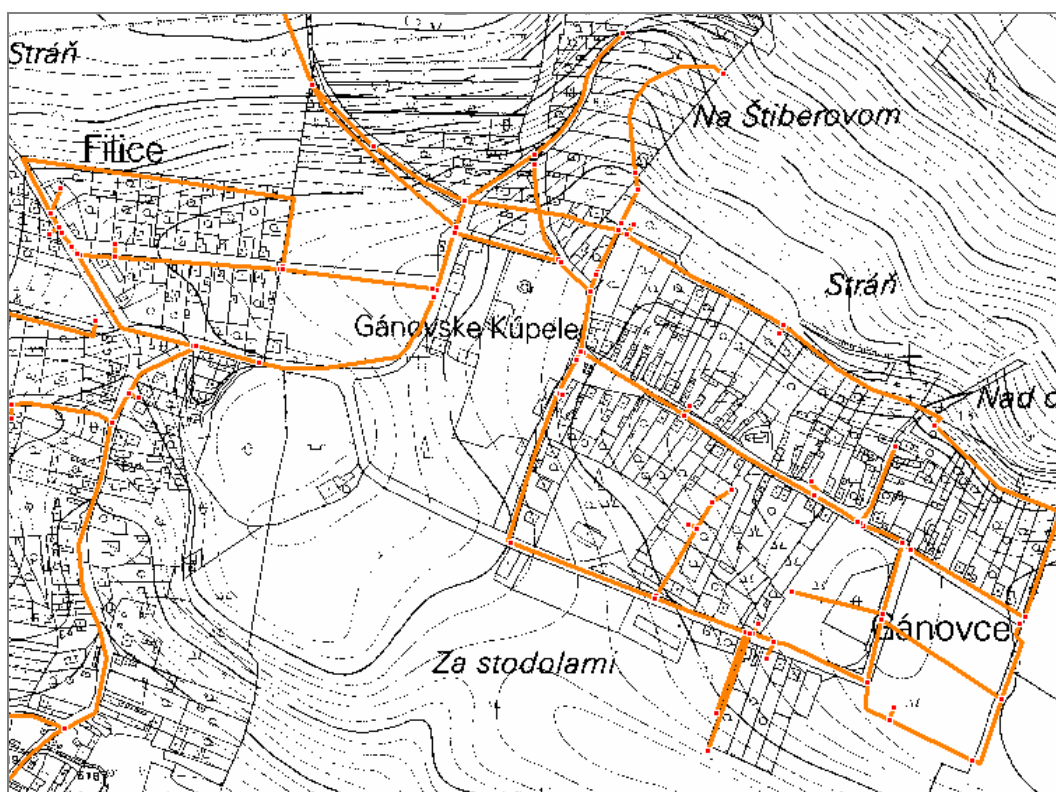 Stráň
Na Štiberovom
Filice
Stráň
Gánovske Kúpele
Nad
Gánovce
Za stodolami